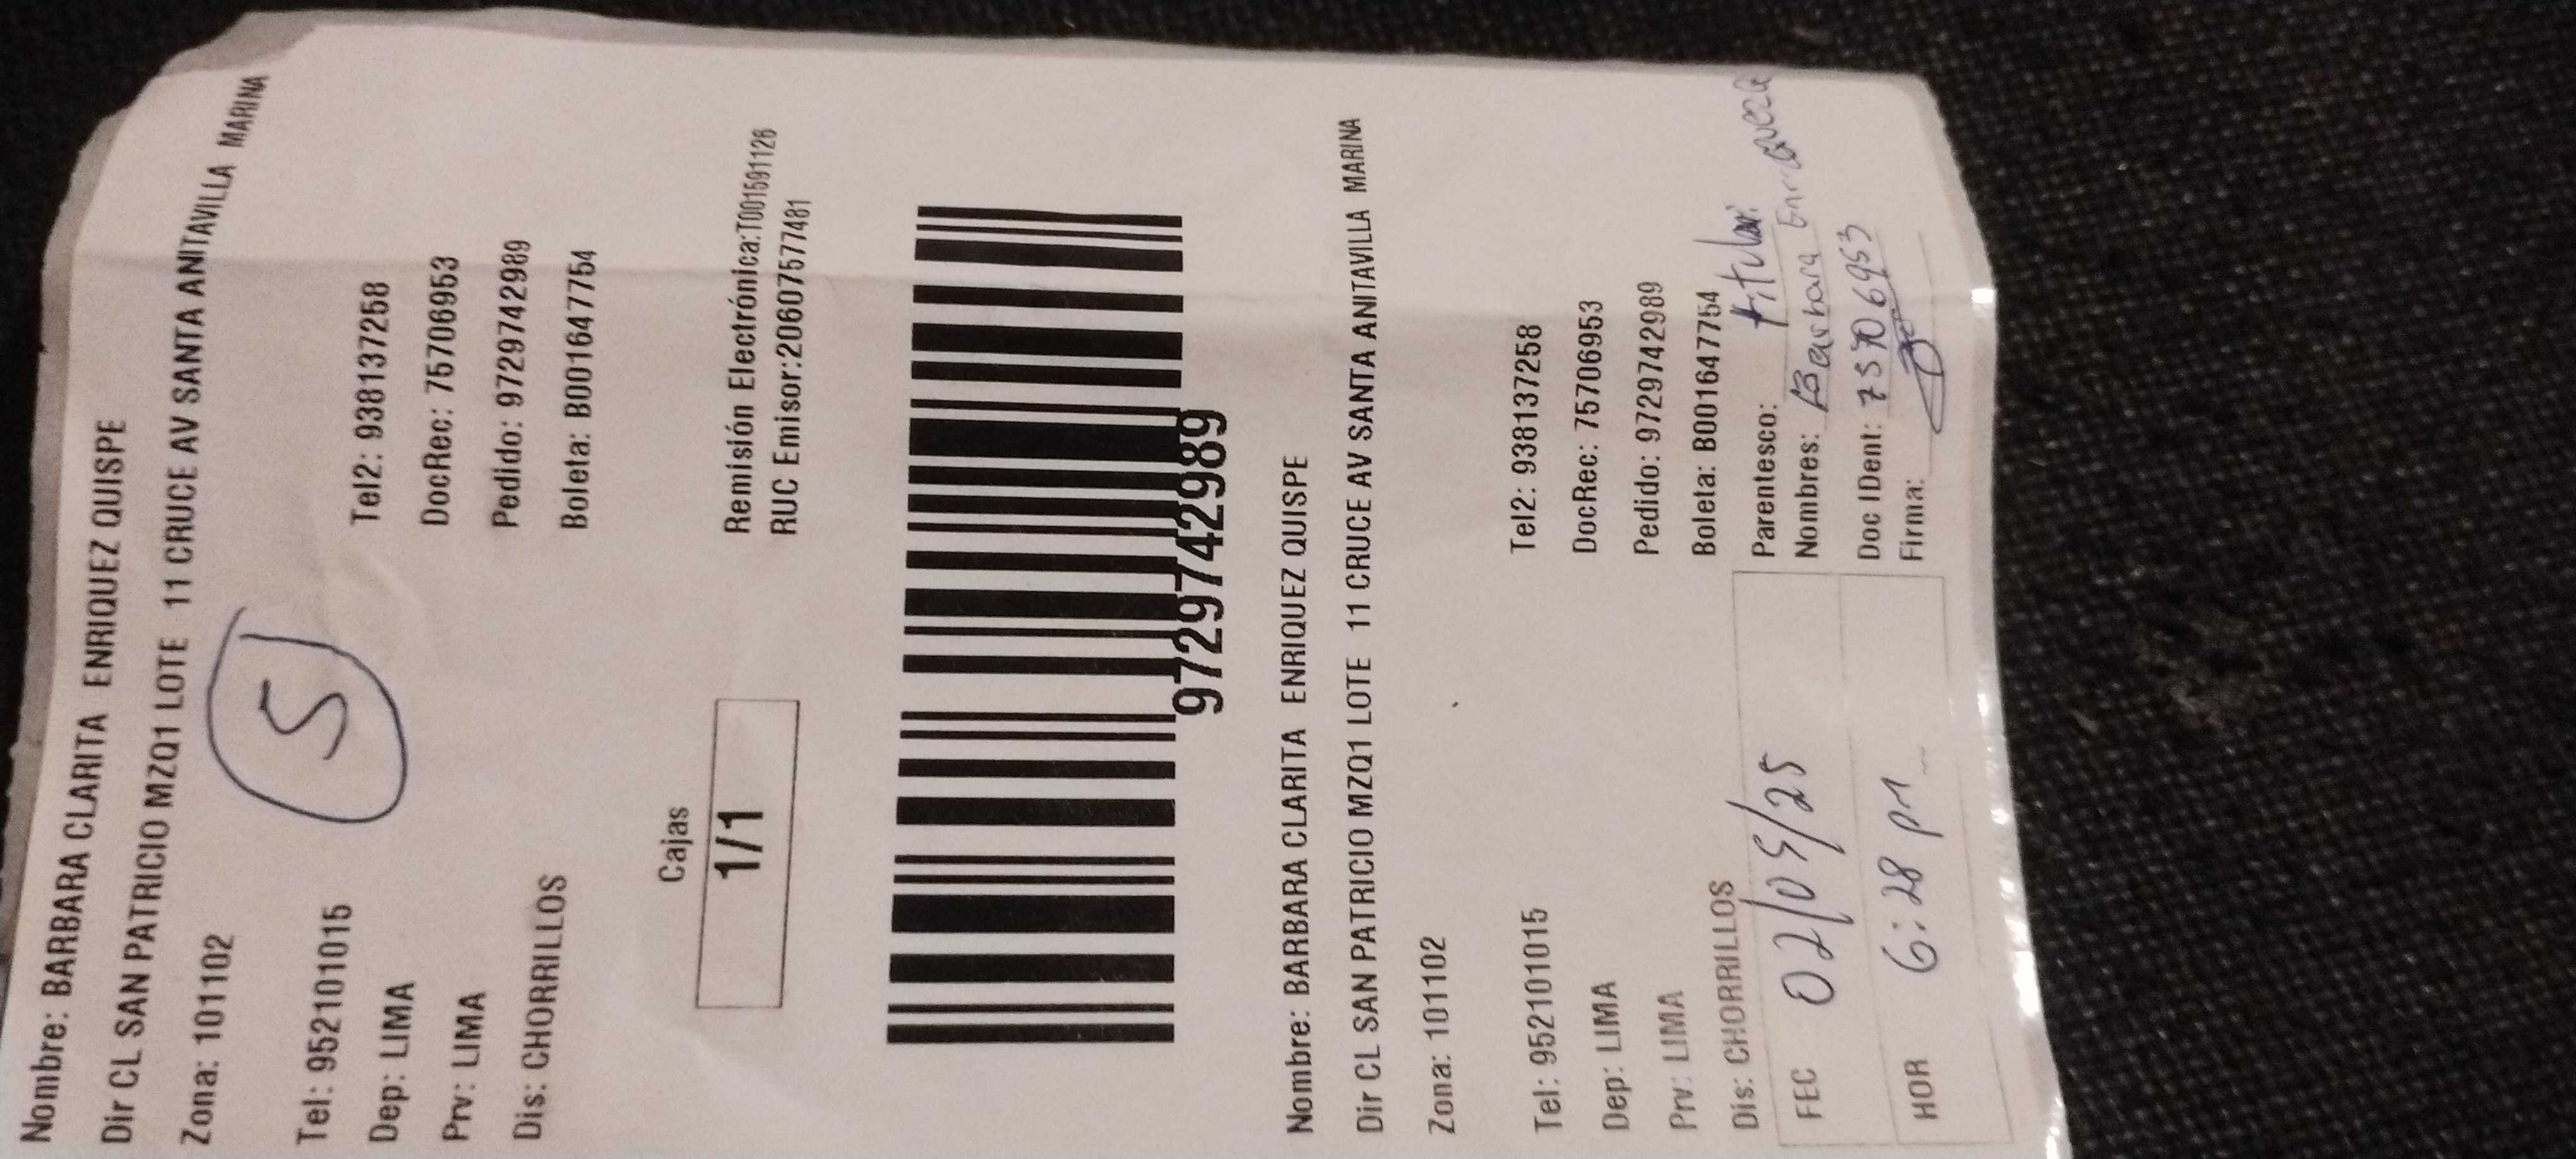 Nombre: BARBARA CLARITA ENRIQUEZ QUISPE
Dir CL SAN PATRICIO MZQ1 LOTE 11 CRUCE AV SANTA ANITAVILLA MARINA
Zona: 101102
5
Tel: 952101015 Tel2: 938137258
Dep: LIMA DocRec: 75706953
Prv: LIMA Pedido: 9729742989
Dis: CHORRILLOS Boleta: B001647754
Cajas
1/1
Remisión Electrónica:T001591126
RUC Emisor:20607577481
9729742989
Nombre: BARBARA CLARITA ENRIQUEZ QUISPE
Dir CL SAN PATRICIO MZQ1 LOTE 11 CRUCE AV SANTA ANITAVILLA MARINA
Zona: 101102
Tel: 952101015 Tel2: 938137258
Dep: LIMA DocRec: 75706953
Prv: LIMA Pedido: 9729742989
Dis: CHORRILLOS Boleta: B001647754
FEC 02/05/25
HOR 6:28 pm
Parentesco: titular
Nombres: Barbara
Doc IDent: 75706953
Firma: